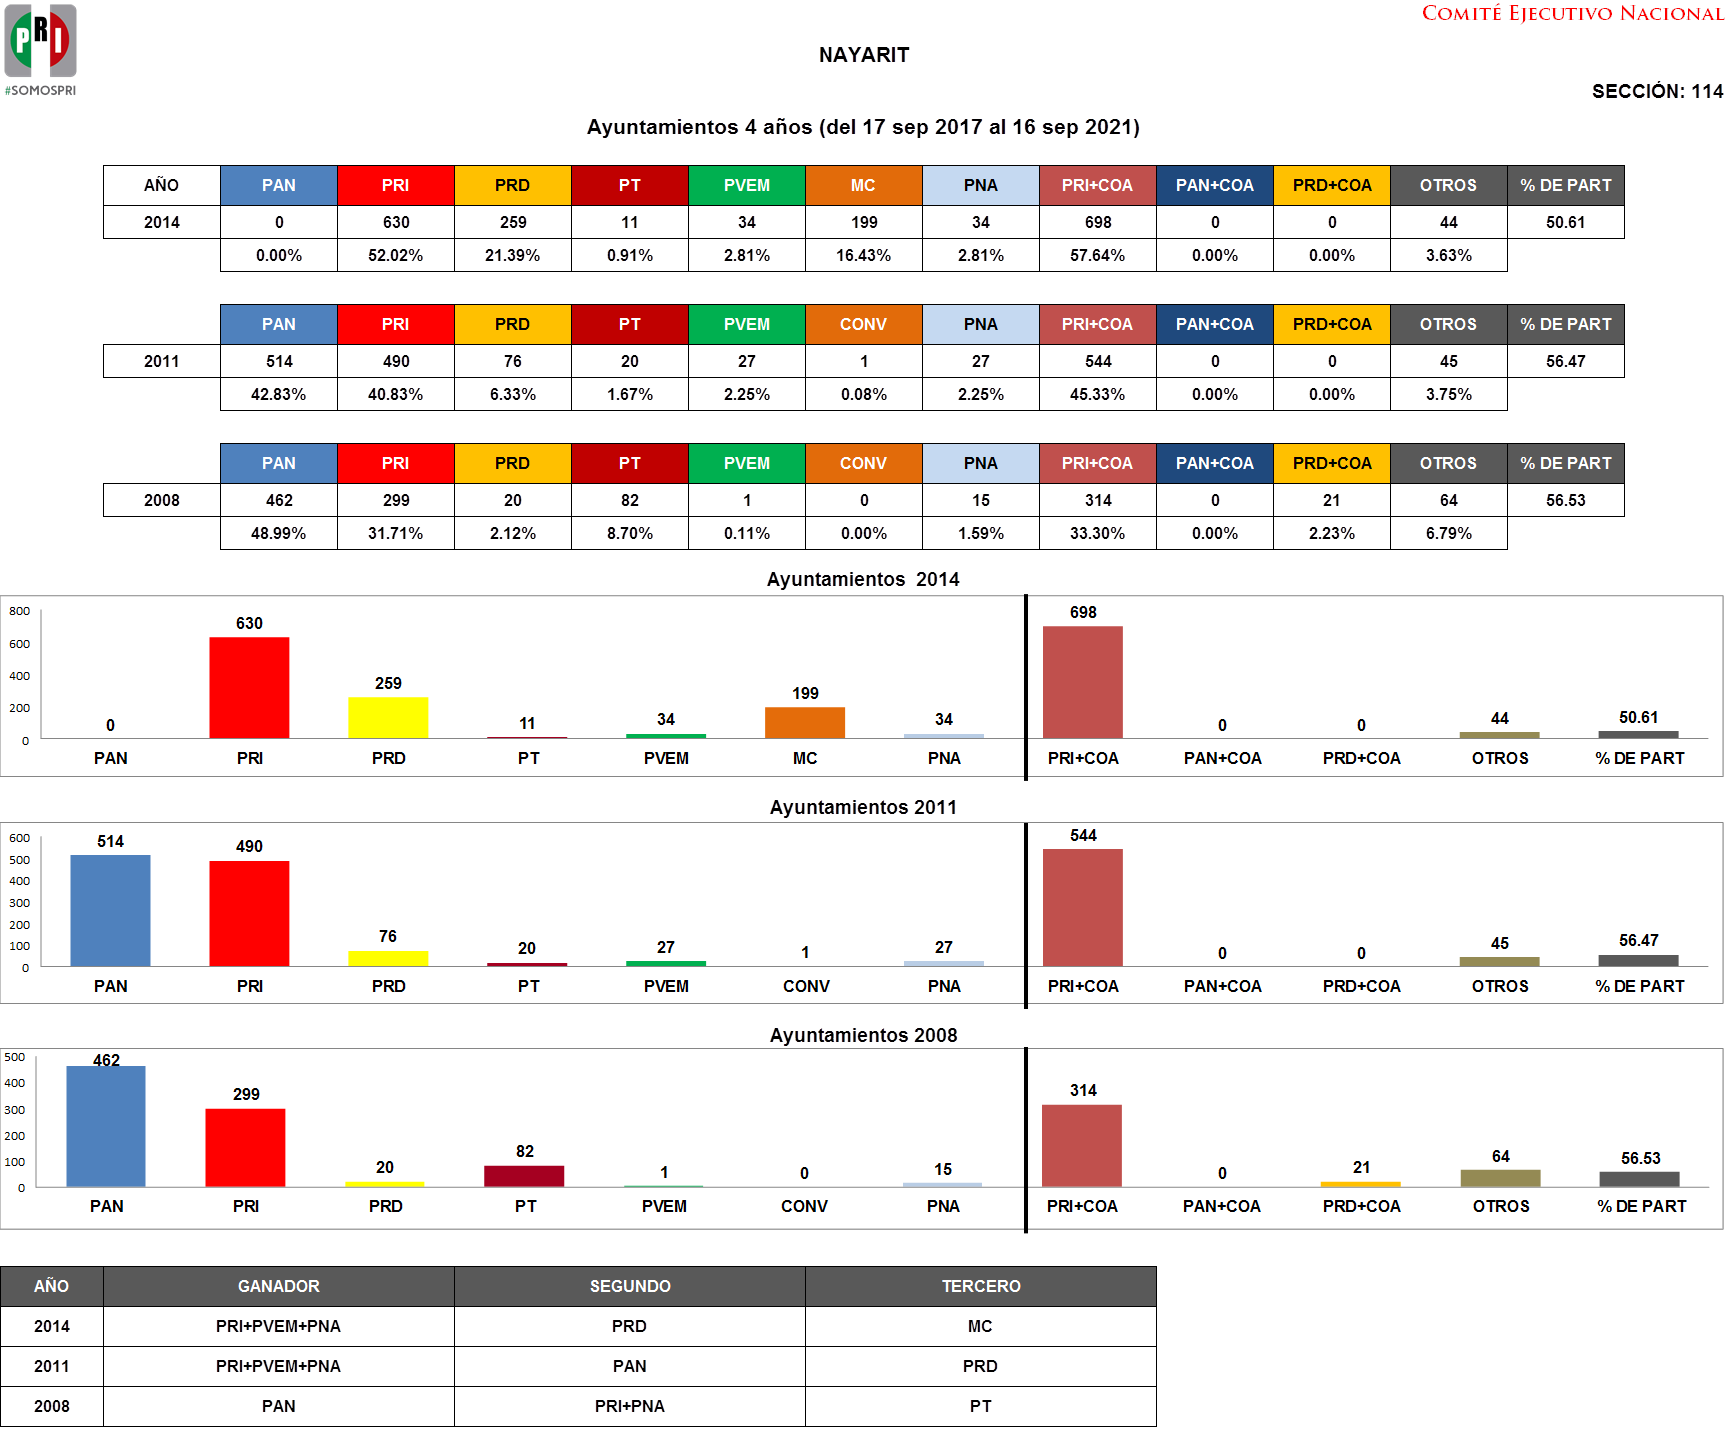 PRI
#SOMOSPRI
COMITÉ EJECUTIVO NACIONAL
NAYARIT
SECCIÓN: 114
Ayuntamientos 4 años (del 17 sep 2017 al 16 sep 2021)
AÑO PAN PRI PRD PT PVEM MC PNA PRI+COA PAN+COA PRD+COA OTROS % DE PART
2014 0 630 259 11 34 199 34 698 0 0 44 50.61
0.00% 52.02% 21.39% 0.91% 2.81% 16.43% 2.81% 57.64% 0.00% 0.00% 3.63%
PAN PRI PRD PT PVEM CONV PNA PRI+COA PAN+COA PRD+COA OTROS % DE PART
2011 514 490 76 20 27 1 27 544 0 0 45 56.47
42.83% 40.83% 6.33% 1.67% 2.25% 0.08% 2.25% 45.33% 0.00% 0.00% 3.75%
PAN PRI PRD PT PVEM CONV PNA PRI+COA PAN+COA PRD+COA OTROS % DE PART
2008 462 299 20 82 1 0 15 314 0 21 64 56.53
48.99% 31.71% 2.12% 8.70% 0.11% 0.00% 1.59% 33.30% 0.00% 2.23% 6.79%
Ayuntamientos 2014
800
600
400
200
0
0 630 259 11 34 199 34 698 0 0 44 50.61
PAN PRI PRD PT PVEM MC PNA PRI+COA PAN+COA PRD+COA OTROS % DE PART
Ayuntamientos 2011
600
500
400
300
200
100
0
514 490 76 20 27 1 27 544 0 0 45 56.47
PAN PRI PRD PT PVEM CONV PNA PRI+COA PAN+COA PRD+COA OTROS % DE PART
Ayuntamientos 2008
500
400
300
200
100
0
462 299 20 82 1 0 15 314 0 21 64 56.53
PAN PRI PRD PT PVEM CONV PNA PRI+COA PAN+COA PRD+COA OTROS % DE PART
AÑO GANADOR SEGUNDO TERCERO
2014 PRI+PVEM+PNA PRD MC
2011 PRI+PVEM+PNA PAN PRD
2008 PAN PRI+PNA PT